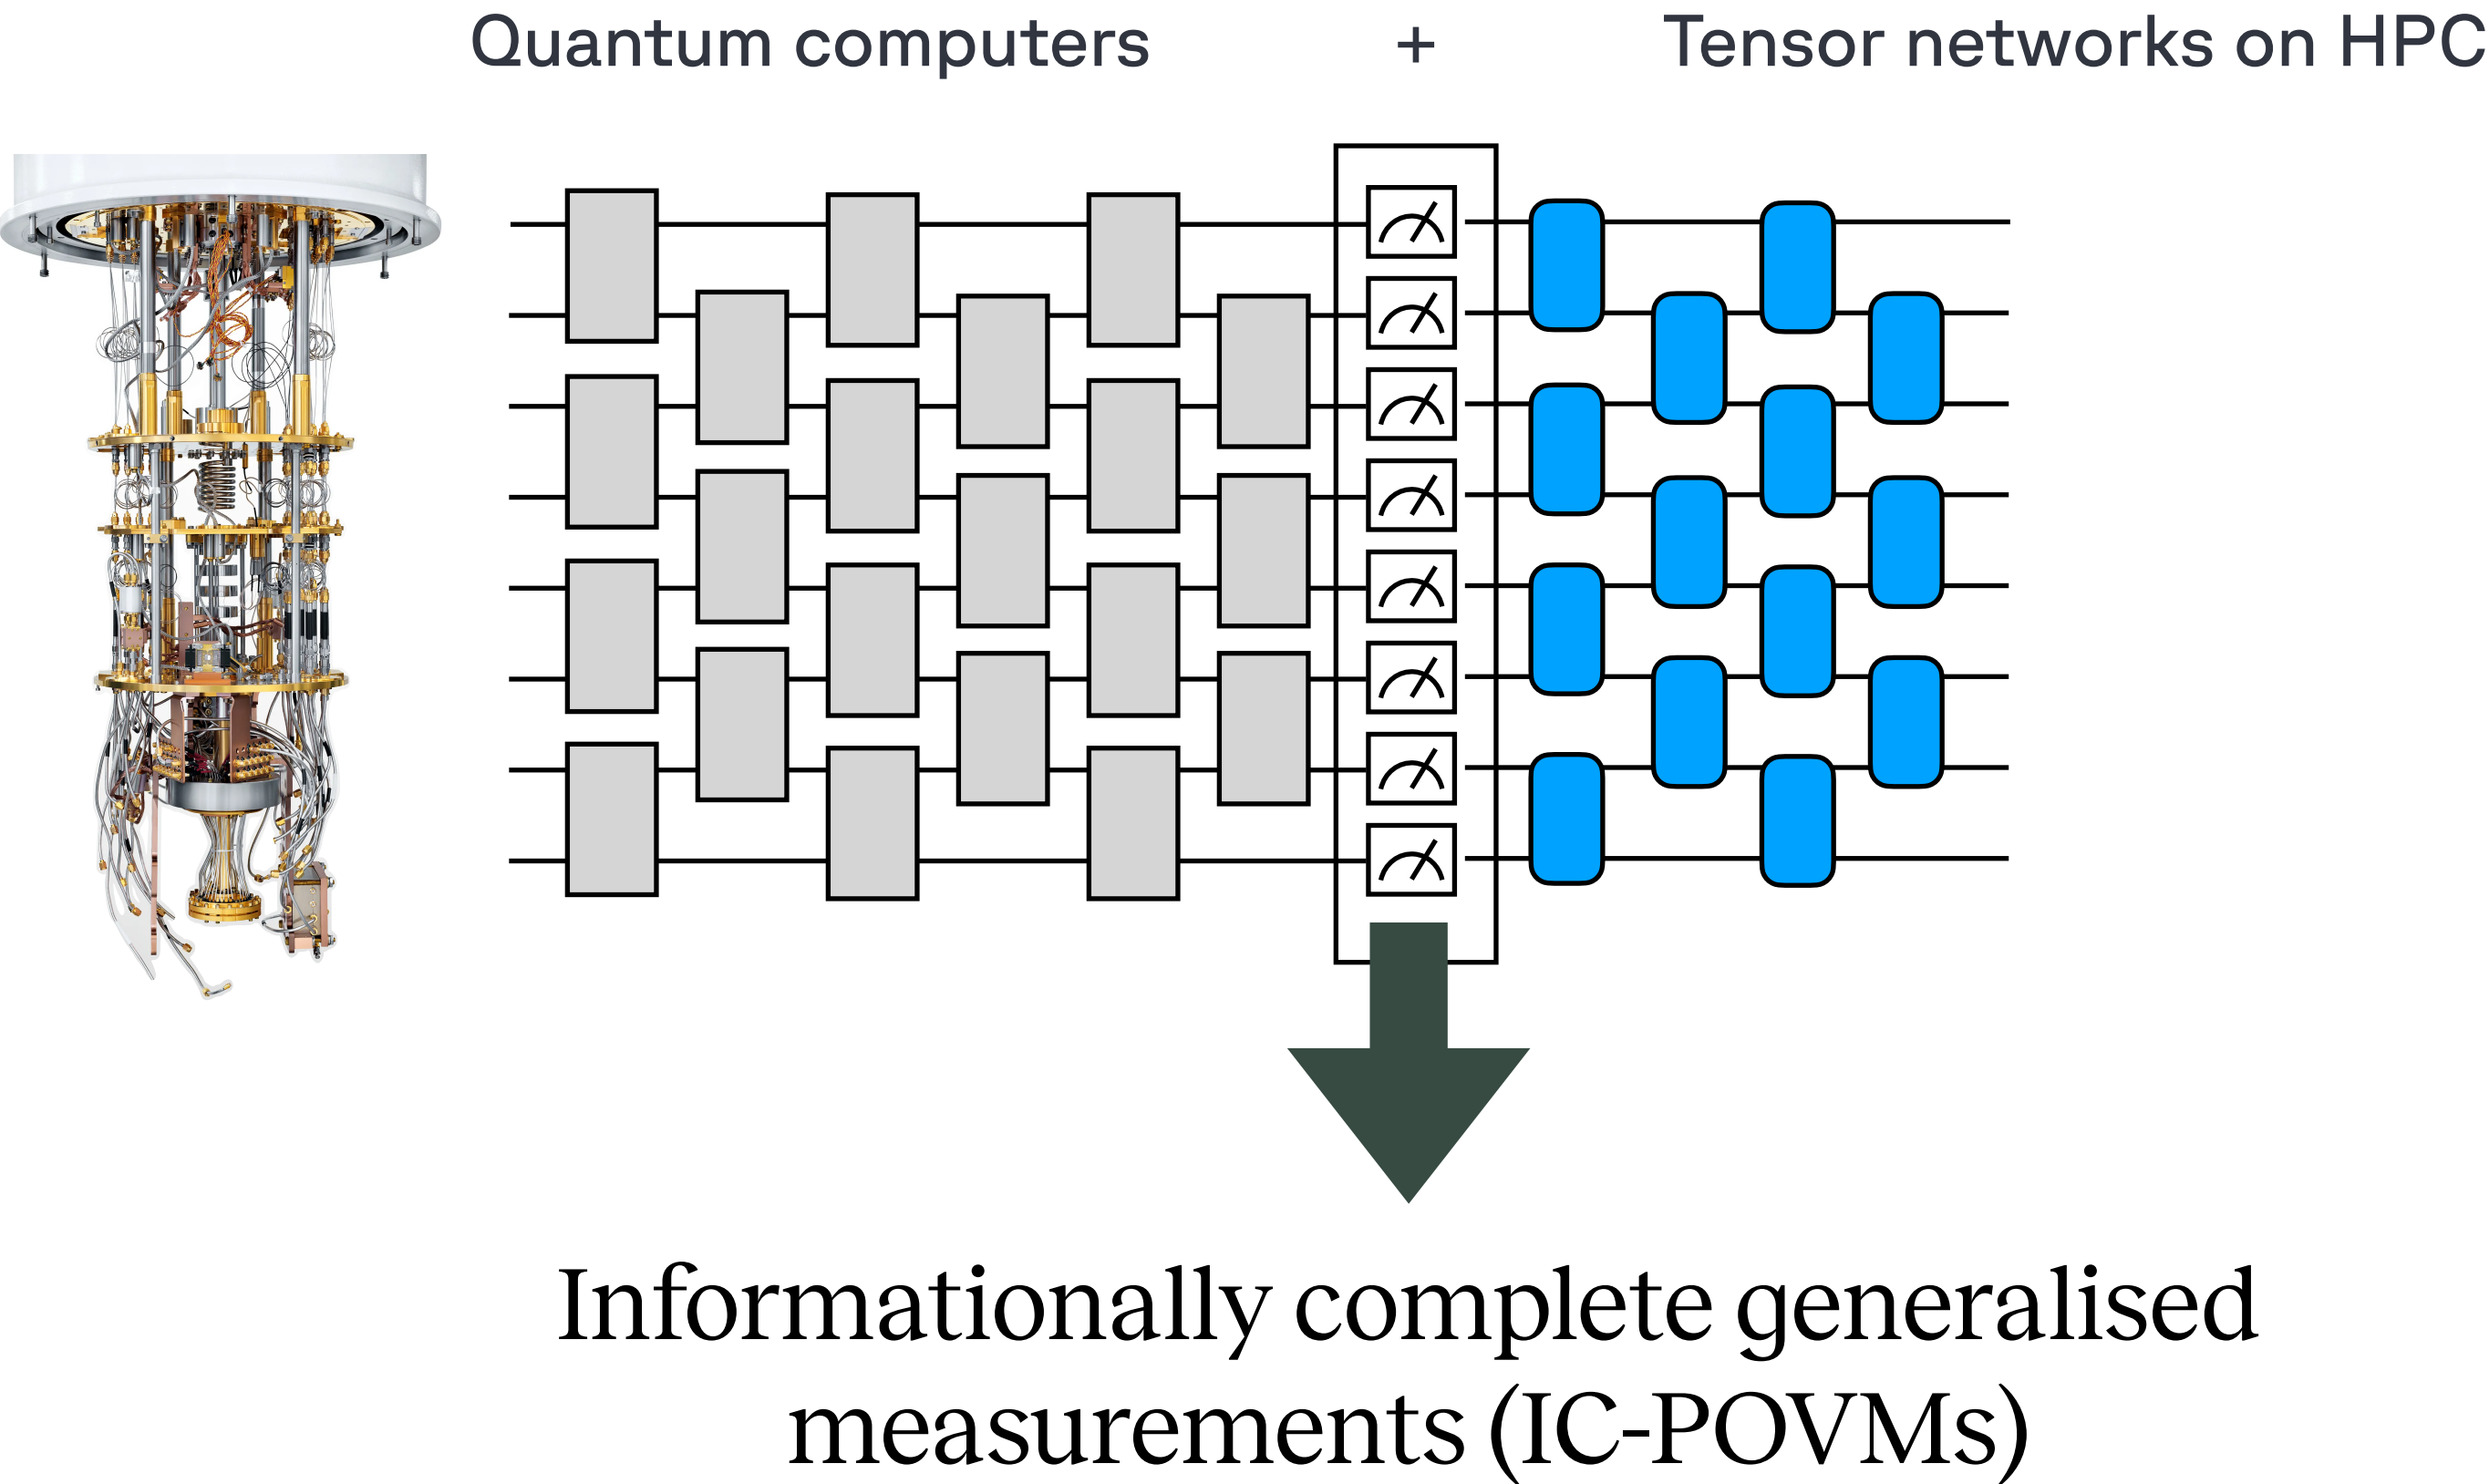 Quantum computers + Tensor networks on HPC
Informationally complete generalised
measurements (IC-POVMs)